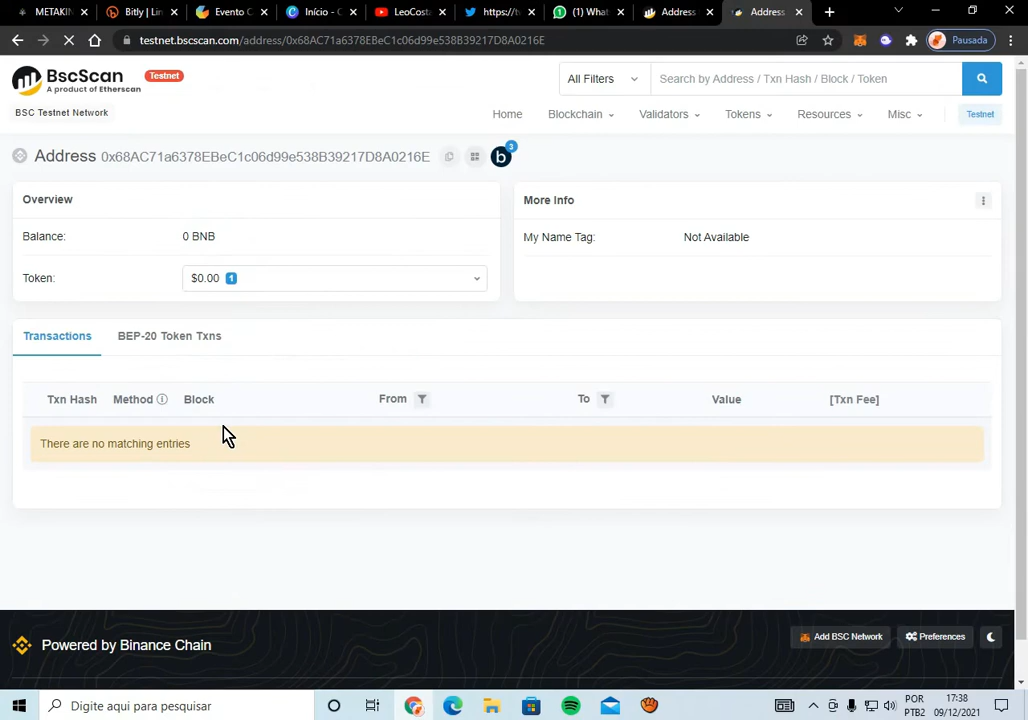 METAKIN
Bitly | Lin
Evento C
Início - C
LeoCosta
https://tv
(1) What
Address
Address
testnet.bscscan.com/address/0x68AC71a6378EBeC1c06d99e538B39217D8A0216E
Pausada
BscScan
A product of Etherscan
Testnet
BSC Testnet Network
All Filters
Search by Address / Txn Hash / Block / Token
Home
Blockchain
Validators
Tokens
Resources
Misc
Testnet
Address 0x68AC71a6378EBeC1c06d99e538B39217D8A0216E
b
3
Overview
Balance:
0 BNB
Token:
$0.00 1
More Info
My Name Tag:
Not Available
Transactions
BEP-20 Token Txns
Txn Hash
Method
Block
From
To
Value
[Txn Fee]
There are no matching entries
Powered by Binance Chain
Add BSC Network
Preferences
Digite aqui para pesquisar
POR
PTB2
17:38
09/12/2021